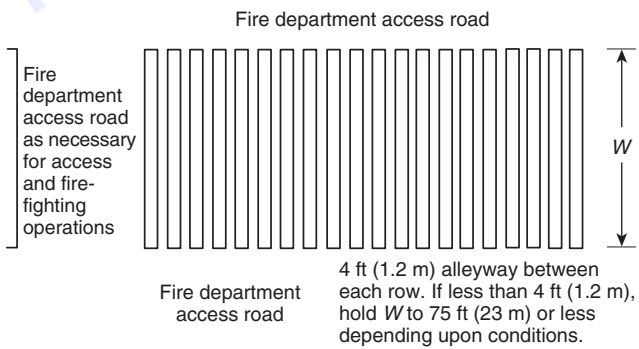 Fire department access road
Fire
department
access road
as necessary
for access
and fire-
fighting
operations
W
Fire department
access road
4 ft (1.2 m) alleyway between
each row. If less than 4 ft (1.2 m),
hold W to 75 ft (23 m) or less
depending upon conditions.